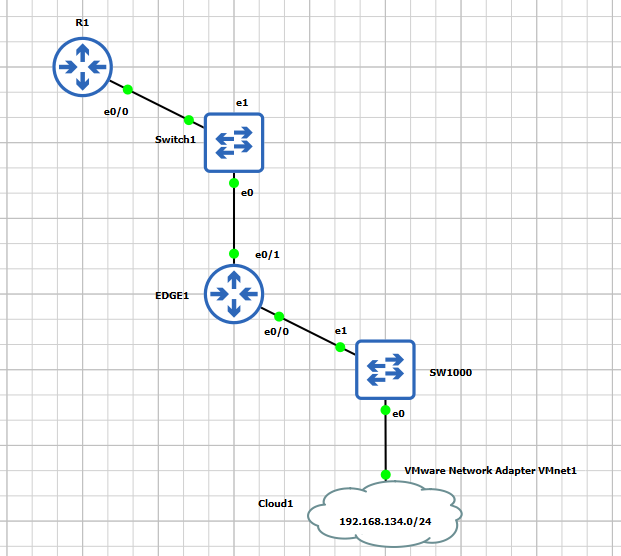 R1
e0/0
e1
Switch1
e0
e0/1
EDGE1
e0/0
e1
SW1000
e0
VMware Network Adapter VMnet1
Cloud1
192.168.134.0/24